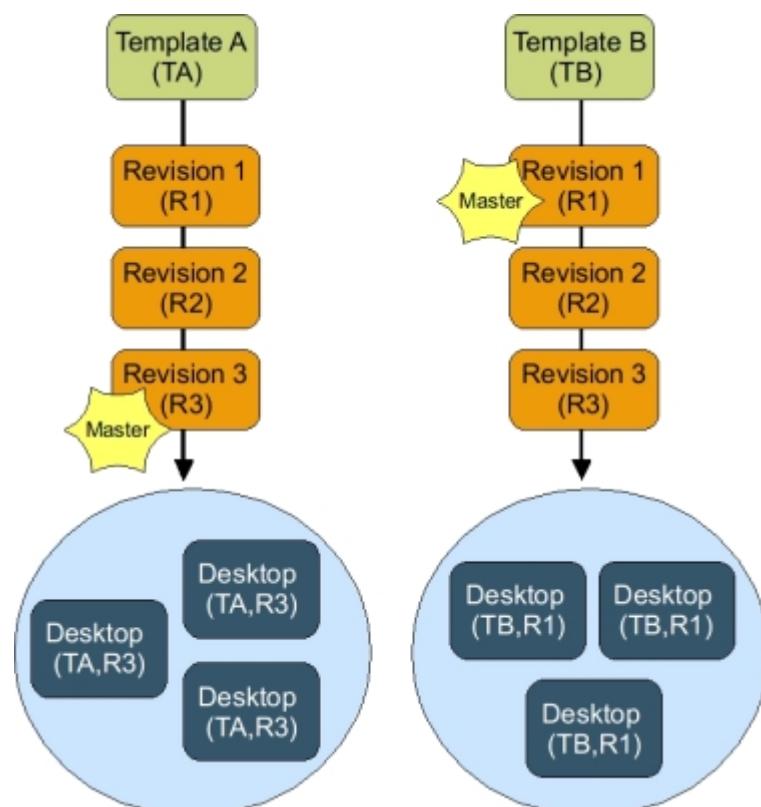 Template A
(TA)
Revision 1
(R1)
Revision 2
(R2)
Revision 3
(R3)
Master
Desktop
(TA,R3)
Desktop
(TA,R3)
Desktop
(TA,R3)
Template B
(TB)
Master
Revision 1
(R1)
Revision 2
(R2)
Revision 3
(R3)
Desktop
(TB,R1)
Desktop
(TB,R1)
Desktop
(TB,R1)